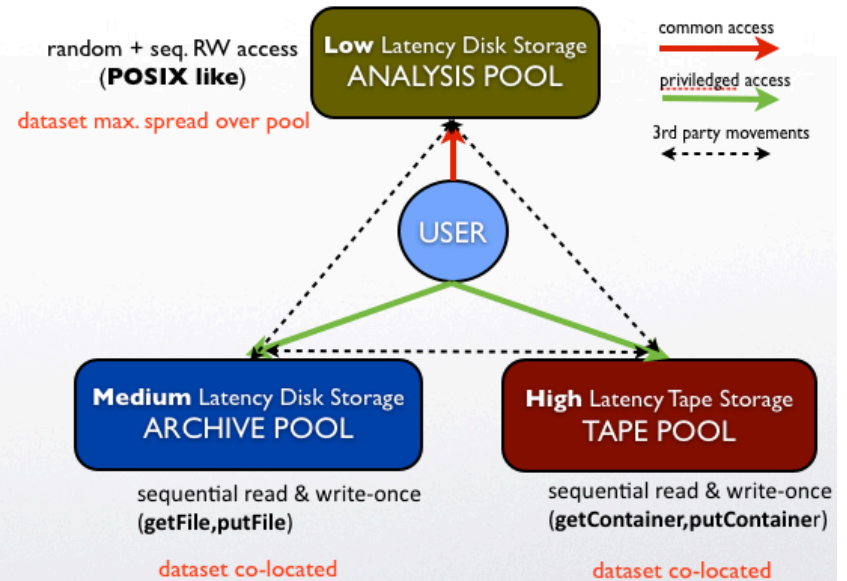 random + seq. RW access
(POSIX like)
dataset max. spread over pool
Low Latency Disk Storage
ANALYSIS POOL
common access
priviledged access
3rd party movements
USER
Medium Latency Disk Storage
ARCHIVE POOL
High Latency Tape Storage
TAPE POOL
sequential read & write-once
(getFile,putFile)
dataset co-located
sequential read & write-once
(getContainer,putContainer)
dataset co-located